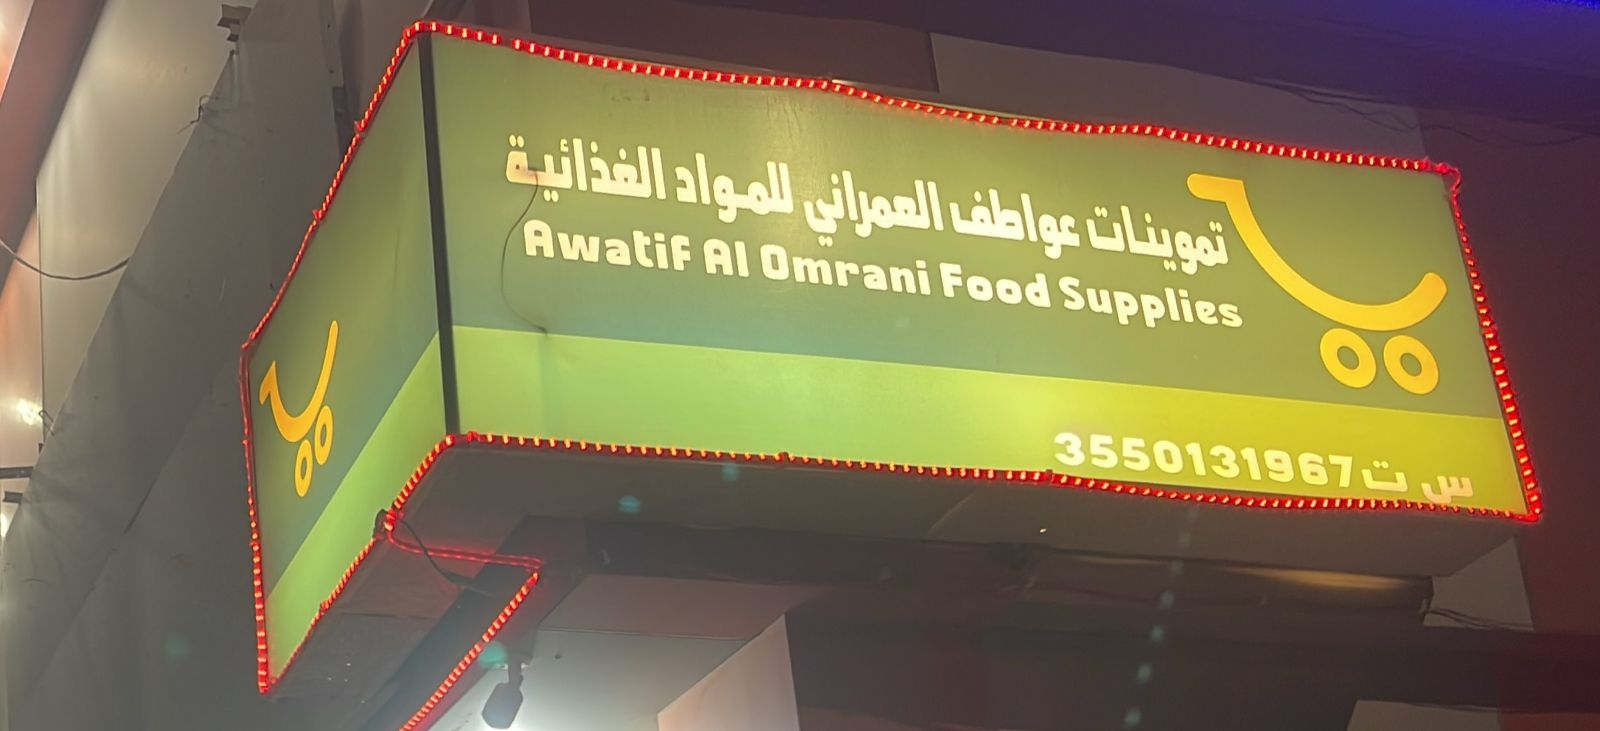 تموينات عواطف العمراني للمواد الغذائية
Awatif Al Omrani Food Supplies
س ت 3550131967